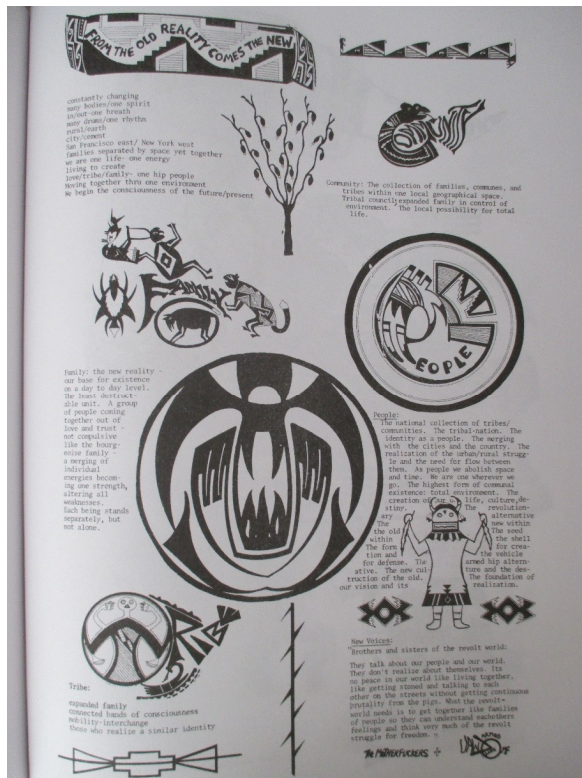 FROM THE OLD REALITY COMES THE NEW
constantly changing
many bodies/one spirit
in/out-one breath
many drums/one rhythm
rural/earth
city/cement
San Francisco east/ New York west
families separated by space yet together
we are one life- one energy
living to create
love/tribe/family- one hip people
Moving together thru one environment
We begin the consciousness of the future/present
Community: The collection of families, communes, and
tribes within one local geographical space.
Tribal council; expanded family in control of
environment. The local possibility for total
life.
FAMILY
PEOPLE
Family: the new reality -
our base for existence
on a day to day level.
The least destruct-
able unit. A group
of people coming
together out of
love and trust -
not compulsive
like the bourg-
eoise family -
a merging of
individual
energies becom-
ing one strength,
altering all
weaknesses.
Each being stands
separately, but
not alone.
People:
The national collection of tribes/
communities. The tribal-nation. The
identity as a people. The merging
with the cities and the country. The
realization of the urban/rural strugg-
le and the need for flow between
them. As people we abolish space
and time. We are one wherever we
go. The highest form of communal
existence: total environment. The
creation of our life, culture, de-
stiny. The revolution-
ary alternative
The new within
the old The seed
within the shell
The form for crea-
tion and the vehicle
for defense. The armed hip altern-
ative. The new cul- ture and the des-
truction of the old. The foundation of
our vision and its realization.
TRIBE
Tribe:
expanded family
connected bands of consciousness
mobility-interchange
those who realize a similar identity
New Voices:
Brothers and sisters of the revolt world:
They talk about our people and our world.
They don't realize about themselves. Its
no peace in our world like living together,
like getting stoned and talking to each
other on the streets without getting continuous
brutality from the pigs. What the revolt-
world needs is to get together like families
of people so they can understand eachothers
feelings and think very much of the revolt
struggle for freedom.
THE MOTHERFUCKERS